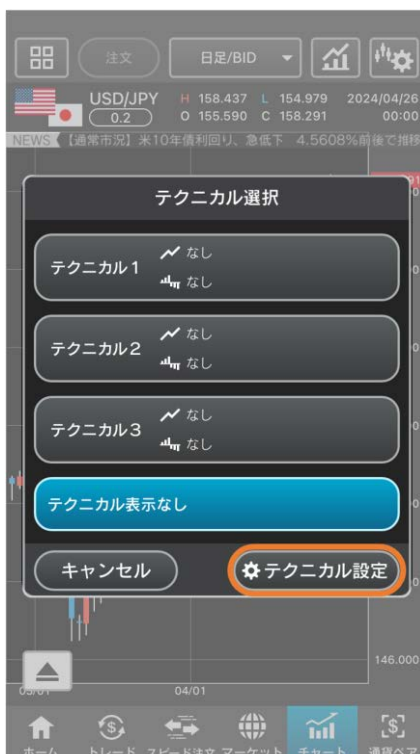 注文
日足/BID
USD/JPY H 158.437 L 154.979 2024/04/26
0.2 O 155.590 C 158.291 00:00
NEWS 【通常市況】米10年債利回り、急低下 4.5608%前後で推移
テクニカル選択
テクニカル1 なし
なし
テクニカル2 なし
なし
テクニカル3 なし
なし
テクニカル表示なし
キャンセル テクニカル設定
146.000
04/01
ホーム トレード スピード注文 マーケット チャート 通貨ペア